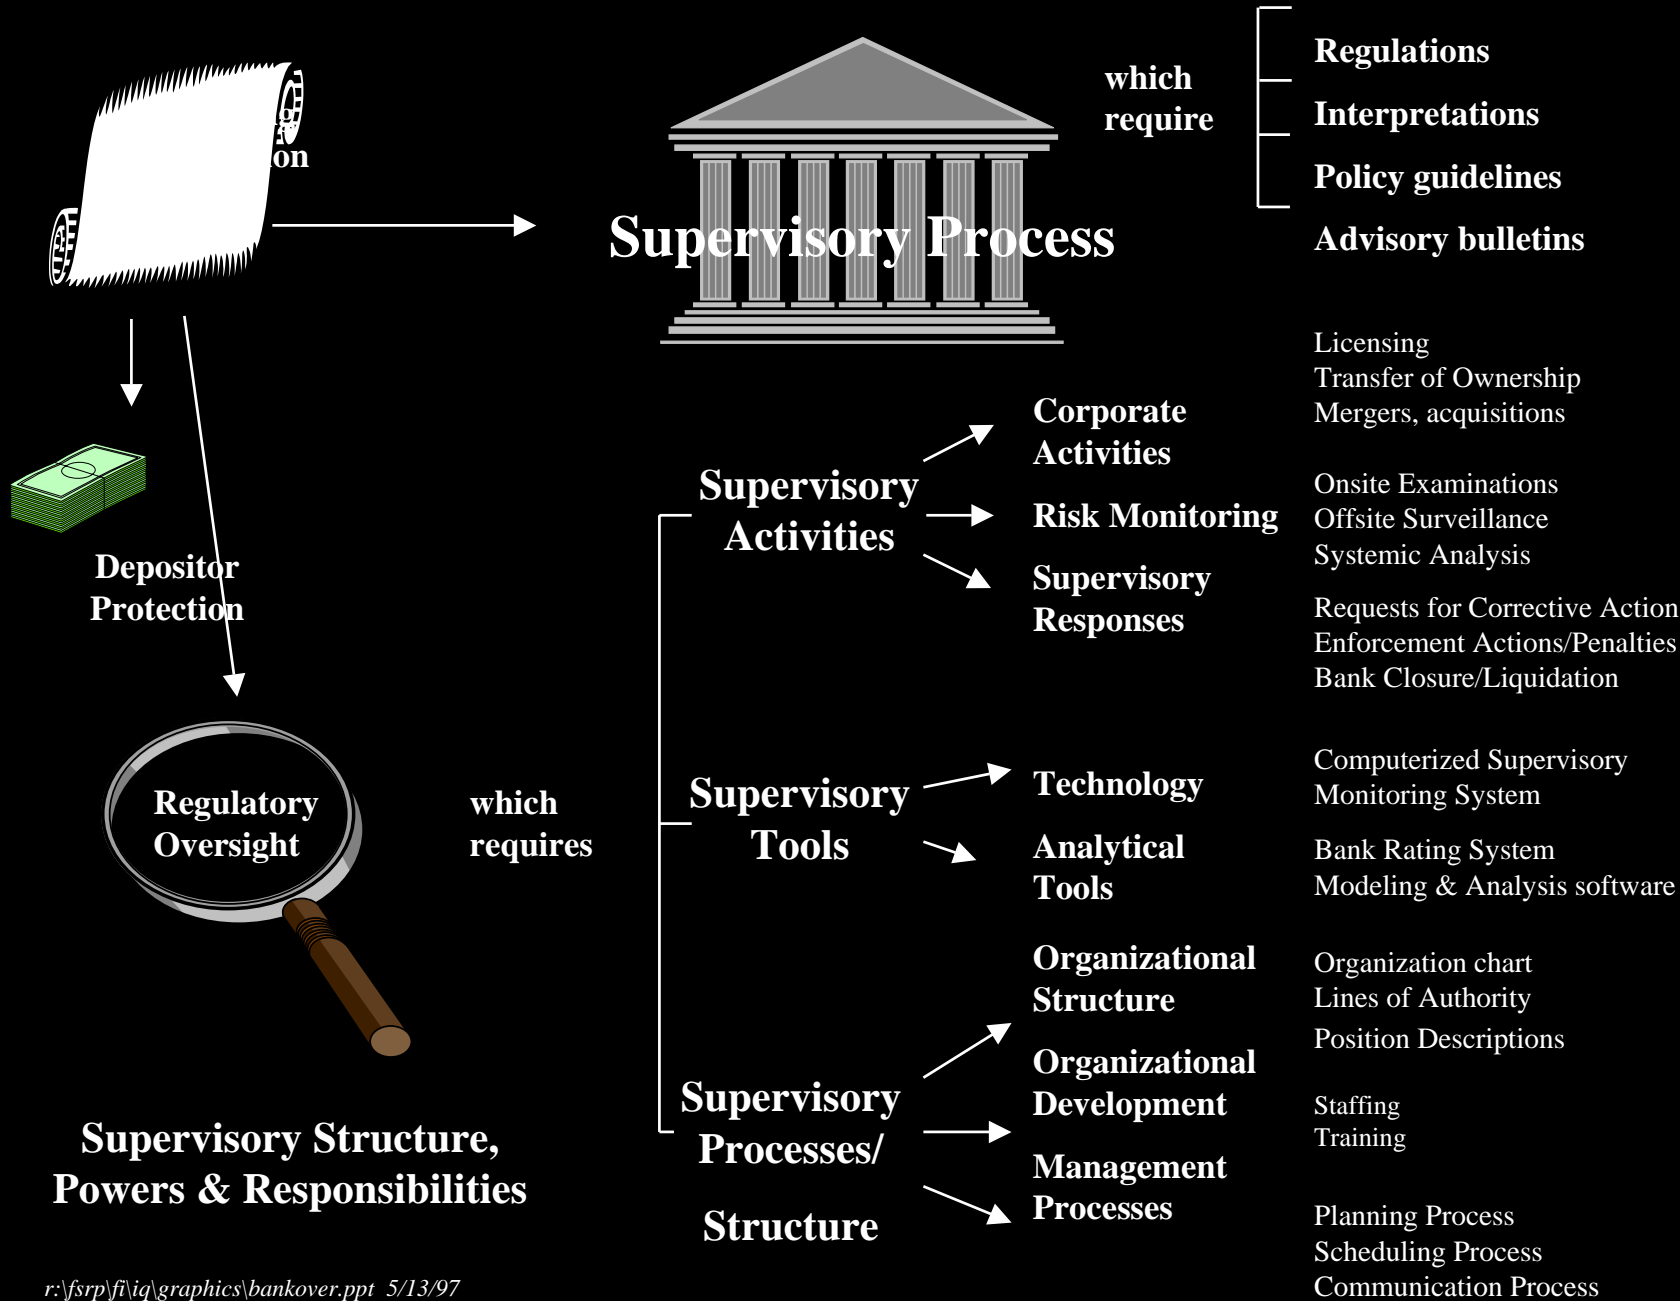 which
require
Regulations
Interpretations
Policy guidelines
Advisory bulletins
Supervisory Process
Depositor
Protection
Regulatory
Oversight
which
requires
Supervisory Structure,
Powers & Responsibilities
Supervisory
Activities
Corporate
Activities
Licensing
Transfer of Ownership
Mergers, acquisitions
Risk Monitoring
Onsite Examinations
Offsite Surveillance
Systemic Analysis
Supervisory
Responses
Requests for Corrective Action
Enforcement Actions/Penalties
Bank Closure/Liquidation
Supervisory
Tools
Technology
Computerized Supervisory
Monitoring System
Analytical
Tools
Bank Rating System
Modeling & Analysis software
Supervisory
Processes/
Structure
Organizational
Structure
Organization chart
Lines of Authority
Position Descriptions
Organizational
Development
Staffing
Training
Management
Processes
Planning Process
Scheduling Process
Communication Process
r:\fsrp\fi\iq\graphics\bankover.ppt 5/13/97